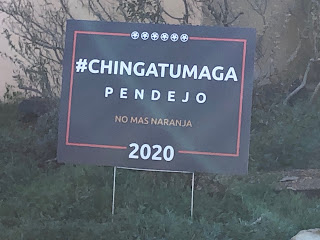 #CHINGATUMAGA
PENDEJO
NO MAS NARANJA
2020